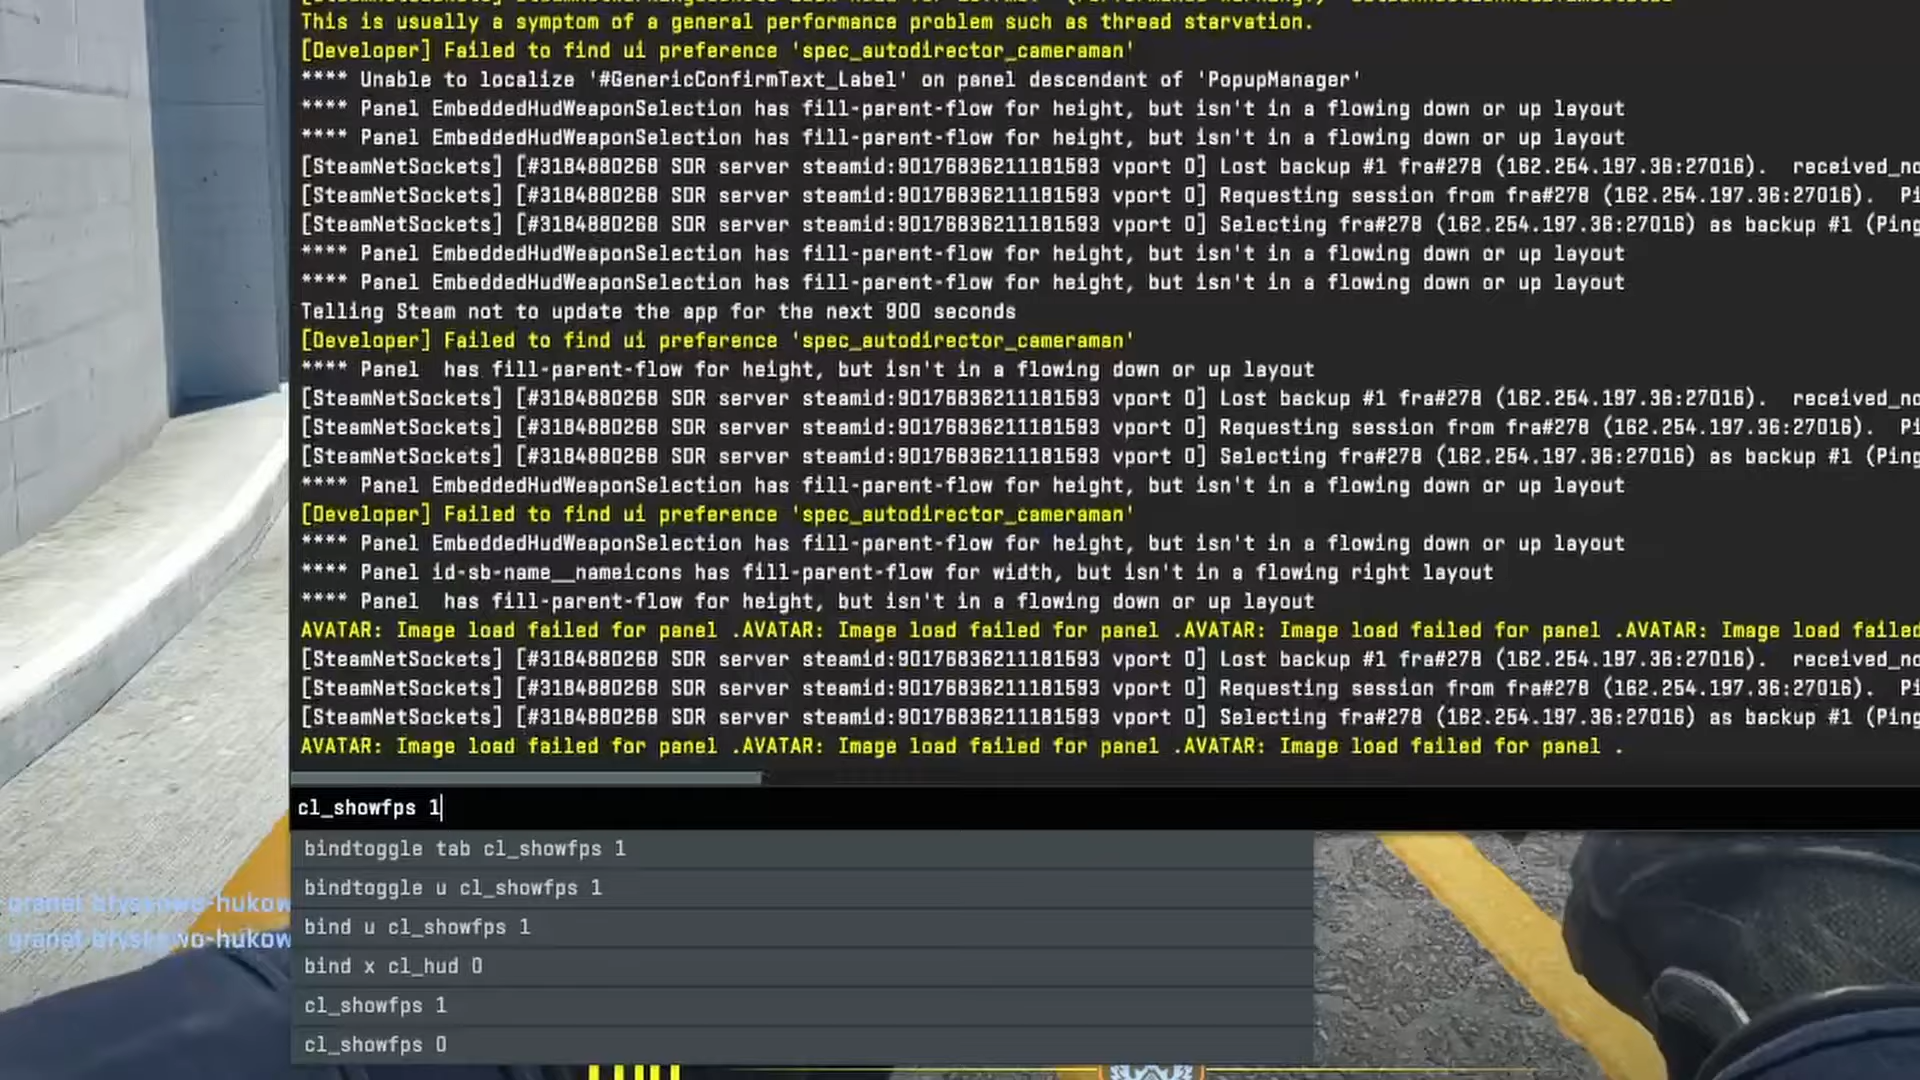 This is usually a symptom of a general performance problem such as thread starvation.
[Developer] Failed to find ui preference 'spec_autodirector_cameraman'
**** Unable to localize '#GenericConfirmText_Label' on panel descendant of 'PopupManager'
**** Panel EmbeddedHudWeaponSelection has fill-parent-flow for height, but isn't in a flowing down or up layout
**** Panel EmbeddedHudWeaponSelection has fill-parent-flow for height, but isn't in a flowing down or up layout
[SteamNetSockets] [#3184880268 SDR server steamid:90176836211181593 vport 0] Lost backup #1 fra#278 (162.254.197.36:27016).  received_no
[SteamNetSockets] [#3184880268 SDR server steamid:90176836211181593 vport 0] Requesting session from fra#278 (162.254.197.36:27016).  Pi
[SteamNetSockets] [#3184880268 SDR server steamid:90176836211181593 vport 0] Selecting fra#278 (162.254.197.36:27016) as backup #1 (Ping
**** Panel EmbeddedHudWeaponSelection has fill-parent-flow for height, but isn't in a flowing down or up layout
**** Panel EmbeddedHudWeaponSelection has fill-parent-flow for height, but isn't in a flowing down or up layout
Telling Steam not to update the app for the next 900 seconds
[Developer] Failed to find ui preference 'spec_autodirector_cameraman'
**** Panel  has fill-parent-flow for height, but isn't in a flowing down or up layout
[SteamNetSockets] [#3184880268 SDR server steamid:90176836211181593 vport 0] Lost backup #1 fra#278 (162.254.197.36:27016).  received_no
[SteamNetSockets] [#3184880268 SDR server steamid:90176836211181593 vport 0] Requesting session from fra#278 (162.254.197.36:27016).  Pi
[SteamNetSockets] [#3184880268 SDR server steamid:90176836211181593 vport 0] Selecting fra#278 (162.254.197.36:27016) as backup #1 (Ping
**** Panel EmbeddedHudWeaponSelection has fill-parent-flow for height, but isn't in a flowing down or up layout
[Developer] Failed to find ui preference 'spec_autodirector_cameraman'
**** Panel EmbeddedHudWeaponSelection has fill-parent-flow for height, but isn't in a flowing down or up layout
**** Panel id-sb-name__nameicons has fill-parent-flow for width, but isn't in a flowing right layout
**** Panel  has fill-parent-flow for height, but isn't in a flowing down or up layout
AVATAR: Image load failed for panel .AVATAR: Image load failed for panel .AVATAR: Image load failed for panel .AVATAR: Image load failed
[SteamNetSockets] [#3184880268 SDR server steamid:90176836211181593 vport 0] Lost backup #1 fra#278 (162.254.197.36:27016).  received_no
[SteamNetSockets] [#3184880268 SDR server steamid:90176836211181593 vport 0] Requesting session from fra#278 (162.254.197.36:27016).  Pi
[SteamNetSockets] [#3184880268 SDR server steamid:90176836211181593 vport 0] Selecting fra#278 (162.254.197.36:27016) as backup #1 (Ping
AVATAR: Image load failed for panel .AVATAR: Image load failed for panel .AVATAR: Image load failed for panel .
cl_showfps 1
bindtoggle tab cl_showfps 1
bindtoggle u cl_showfps 1
bind u cl_showfps 1
bind x cl_hud 0
cl_showfps 1
cl_showfps 0
granat błyskowo-hukow
granat błyskowo-hukow